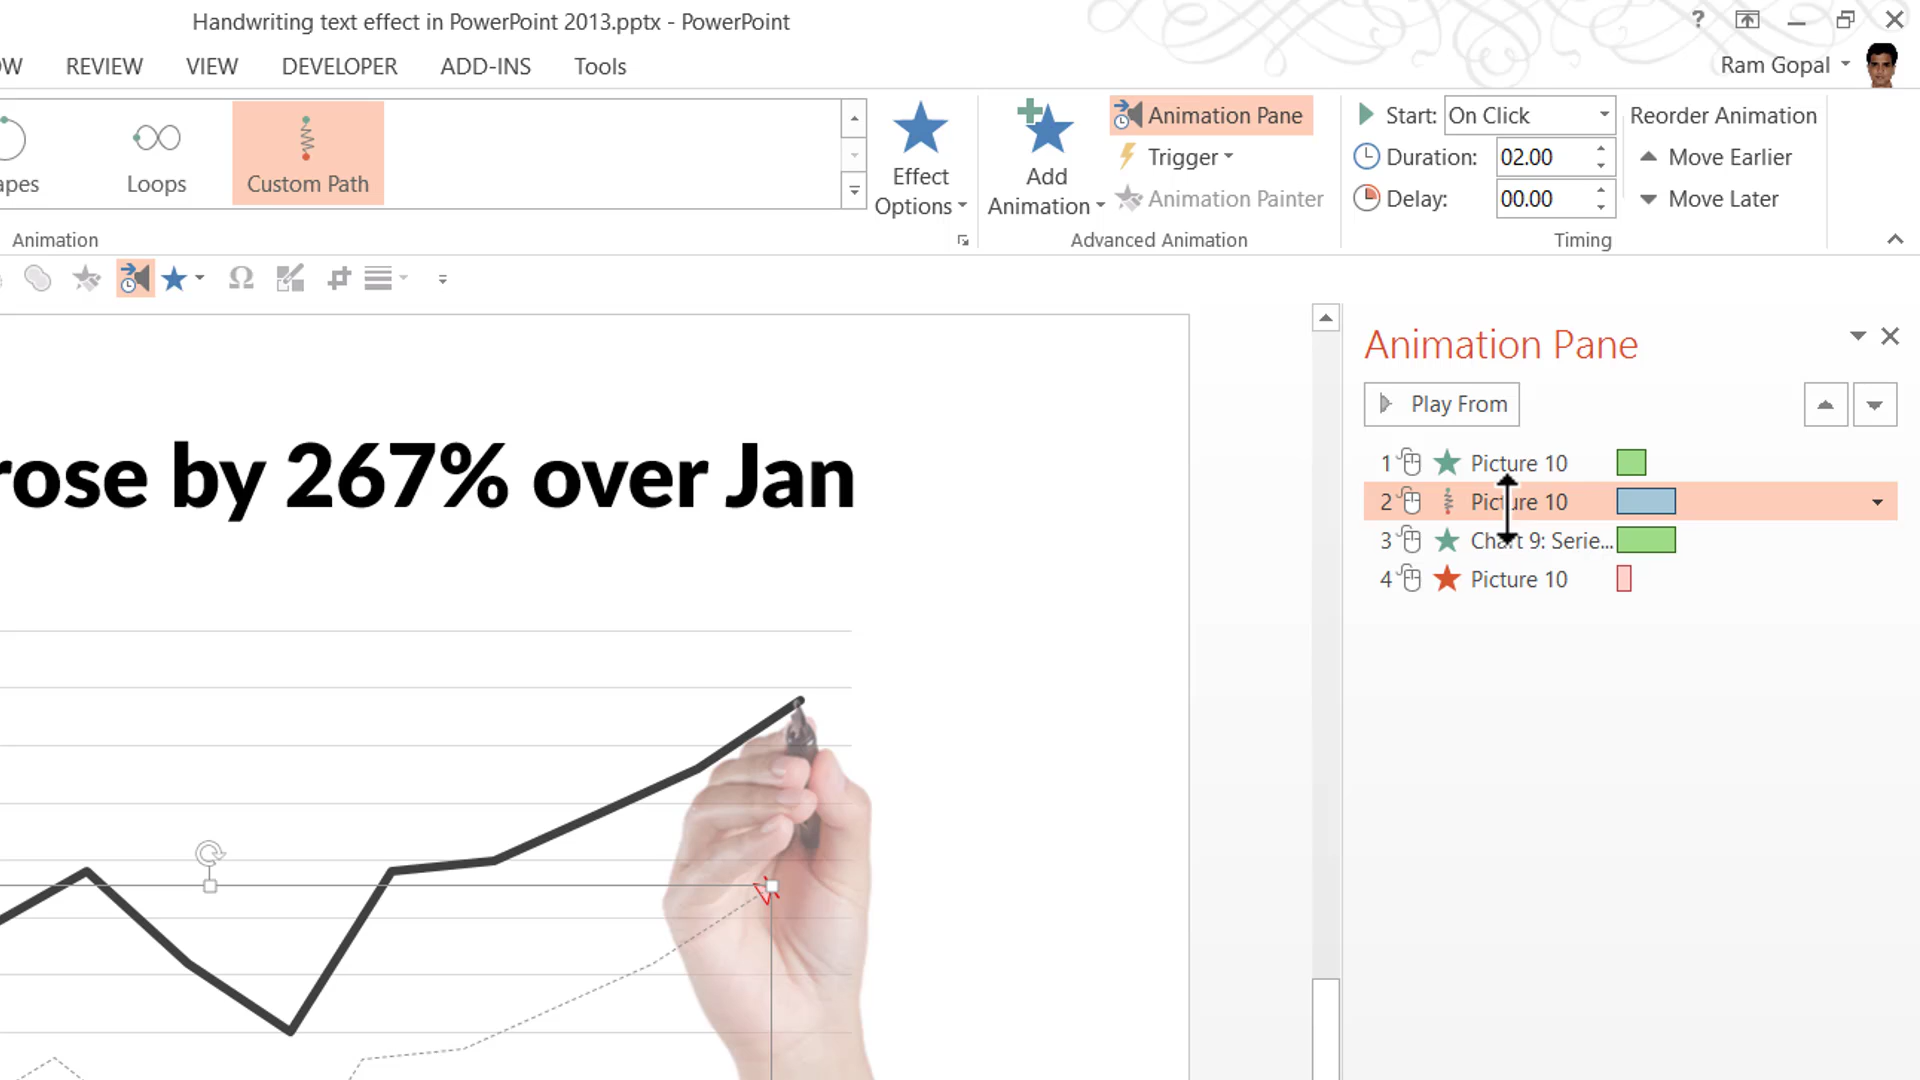 Handwriting text effect in PowerPoint 2013.pptx - PowerPoint
?
W REVIEW VIEW DEVELOPER ADD-INS Tools
Ram Gopal
apes
Loops
Custom Path
Effect
Options
Add
Animation
Animation Pane
Trigger
Animation Painter
Start: On Click
Duration: 02.00
Delay: 00.00
Reorder Animation
Move Earlier
Move Later
Animation
Advanced Animation
Timing
Ω
Animation Pane
Play From
1 Picture 10
2 Picture 10
3 Chart 9: Serie...
4 Picture 10
rose by 267% over Jan